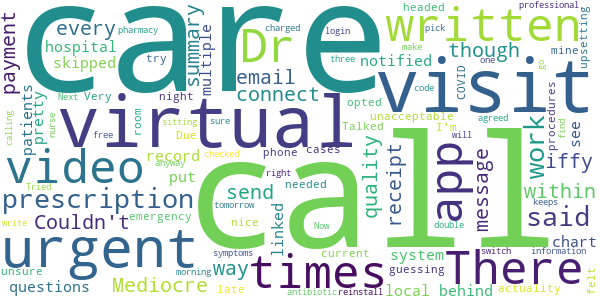 care
call
virtual
visit
urgent
written
video
times
There
app
Dr
prescription
work
said
Couldn't
within
Mediocre
connect
though
every
summary
email
iffy
send
way
quality
receipt
message
payment
hospital
skipped
multiple
notified
patients
pretty
night
record
put
linked
needed
system
local
behind
questions
chart
see
mine
headed
professional
upsetting
procedures
unacceptable
opted
Talked
I'm
phone
cases
COVID
try
Very
Next
pharmacy
charged
login
three
pick
make
one
go
code
agreed
will
find
free
room
sitting
Due
sure
nurse
calling
checked
right
anyway
Tried
emergency
nice
current
guessing
actuality
felt
late
unsure
write
tomorrow
Now
double
keeps
information
switch
symptoms
morning
antibiotic
reinstall